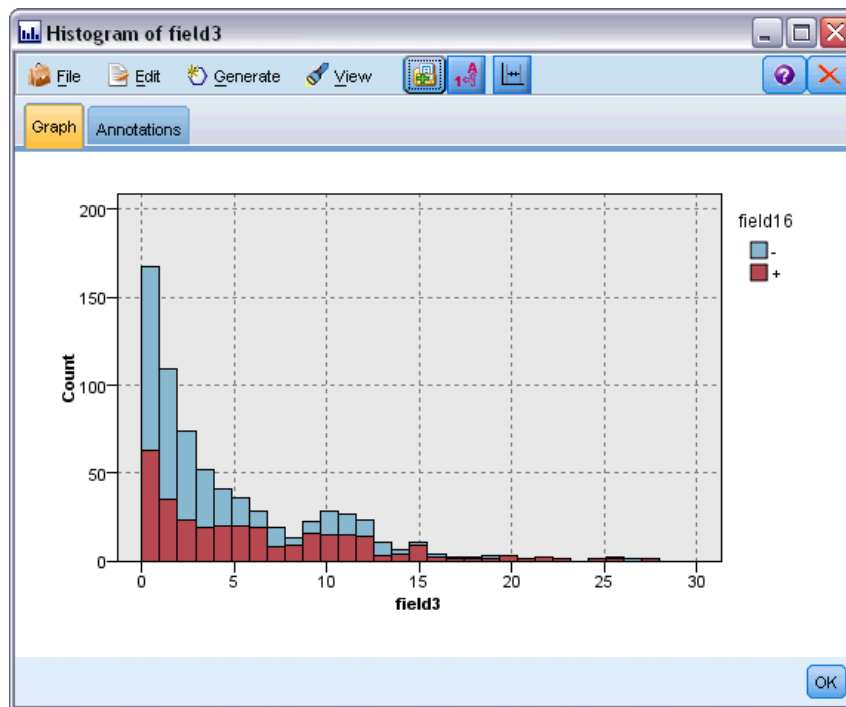 Histogram of field3
File Edit Generate View
Graph Annotations
field16
-
+
200
150
100
50
0
Count
0 5 10 15 20 25 30
field3
OK